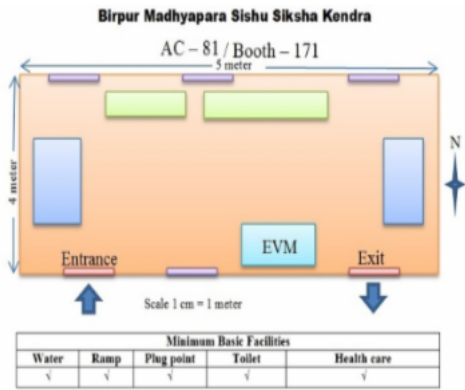 Birpur Madhyapara Sishu Siksha Kendra
AC – 81 / Booth – 171
5 meter
4 meter
N
EVM
Entrance
Exit
Scale 1 cm = 1 meter
Minimum Basic Facilities
Water Ramp Plug point Toilet Health care
√ √ √ √ √